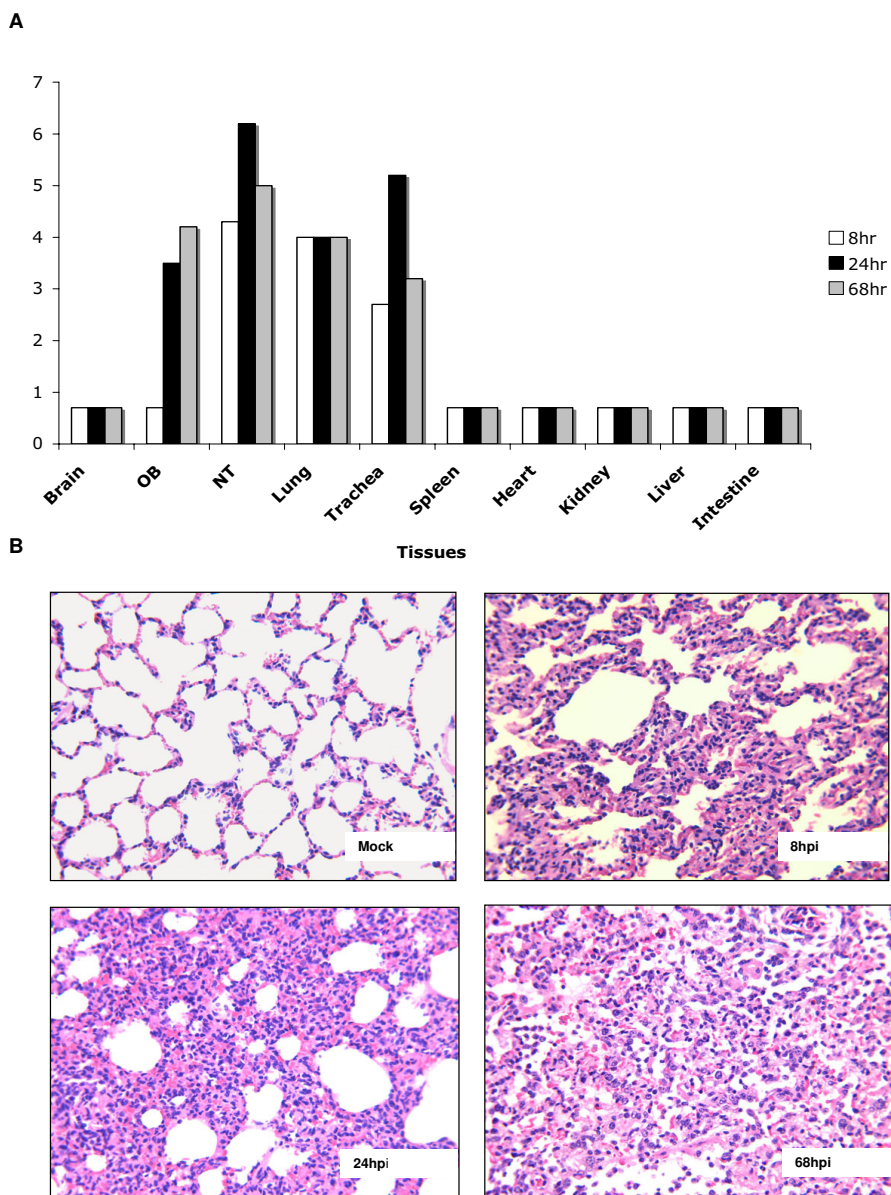 A
7
6
5
4
3
2
1
0
8hr
24hr
68hr
Brain
OB
NT
Lung
Trachea
Spleen
Heart
Kidney
Liver
Intestine
Tissues
B
Mock
8hpi
24hpi
68hpi